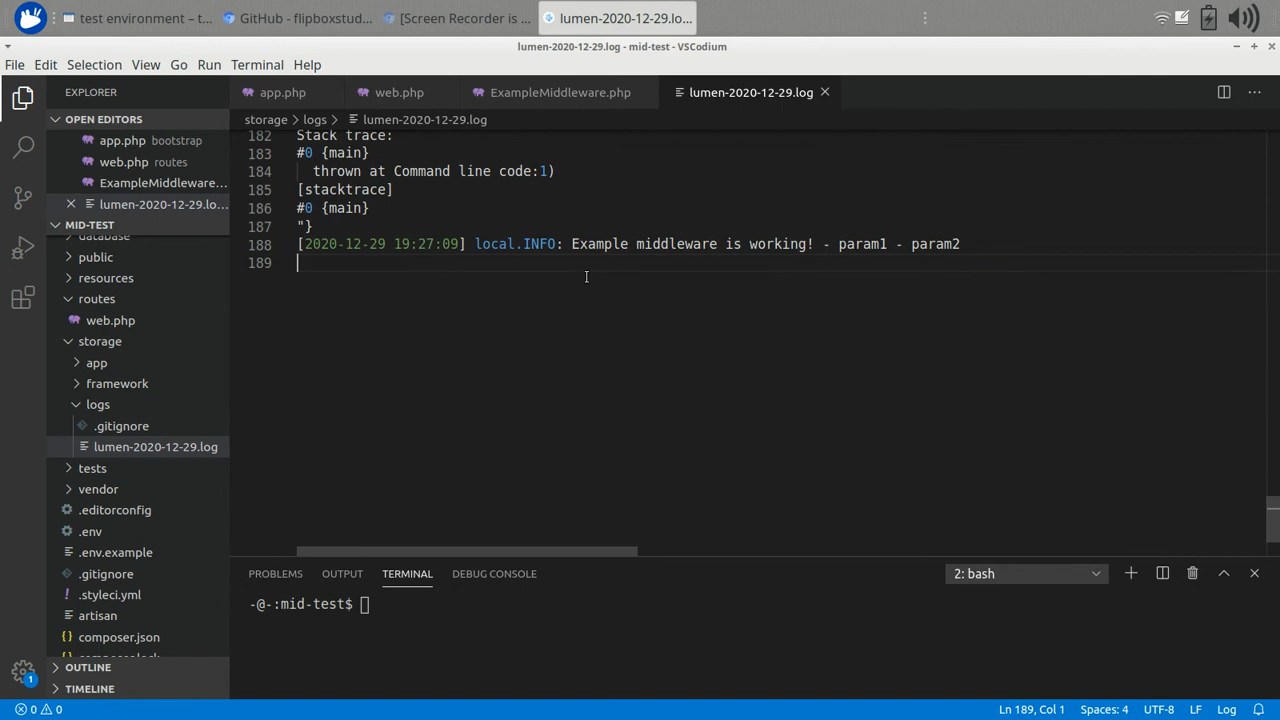 test environment – t...
GitHub - flipboxstud...
[Screen Recorder is ...
lumen-2020-12-29.lo...
lumen-2020-12-29.log - mid-test - VSCodium
File Edit Selection View Go Run Terminal Help
EXPLORER
app.php
web.php
ExampleMiddleware.php
lumen-2020-12-29.log
OPEN EDITORS
app.php bootstrap
web.php routes
ExampleMiddleware...
lumen-2020-12-29.lo...
MID-TEST
database
public
resources
routes
web.php
storage
app
framework
logs
.gitignore
lumen-2020-12-29.log
tests
vendor
.editorconfig
.env
.env.example
.gitignore
.styleci.yml
artisan
composer.json
composer.lock
OUTLINE
TIMELINE
storage > logs > lumen-2020-12-29.log
182 Stack trace:
183 #0 {main}
184 thrown at Command line code:1)
185 [stacktrace]
186 #0 {main}
187 "}
188 [2020-12-29 19:27:09] local.INFO: Example middleware is working! - param1 - param2
189
PROBLEMS OUTPUT TERMINAL DEBUG CONSOLE
2: bash
-@-:mid-test$
1
0 0
Ln 189, Col 1 Spaces: 4 UTF-8 LF Log